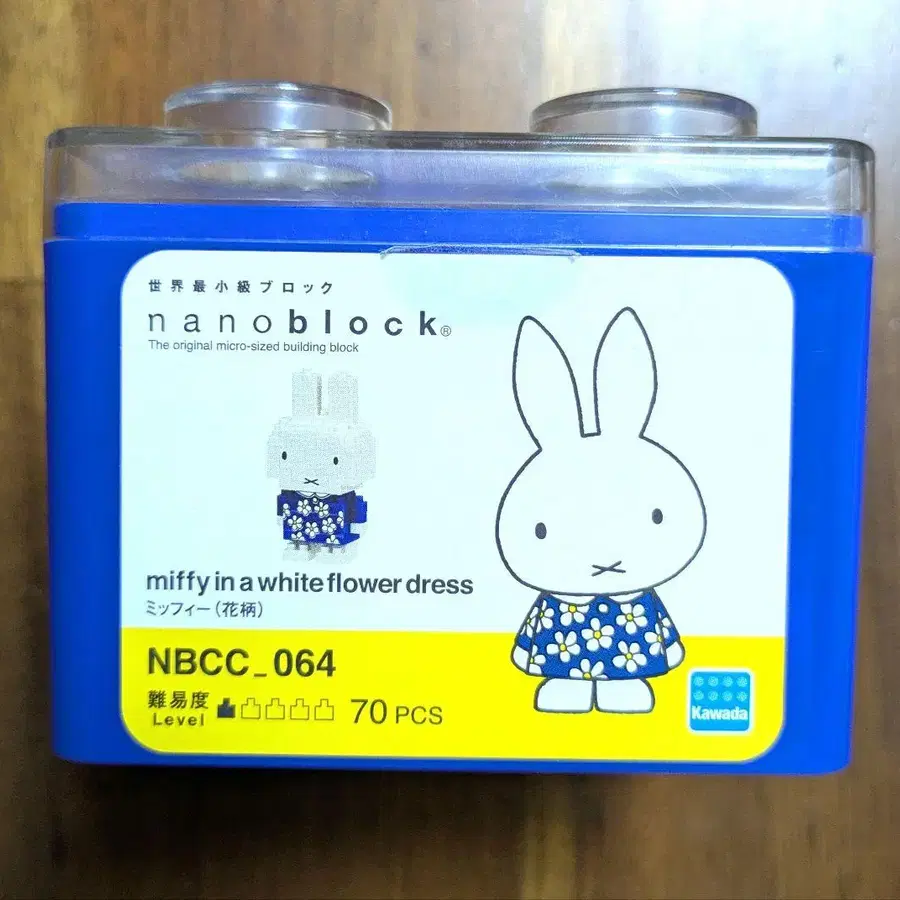 世界最小級ブロック
nanoblock®
The original micro-sized building block
miffy in a white flower dress
ミッフィー(花柄)
NBCC_064
難易度
Level
70 PCS
Kawada